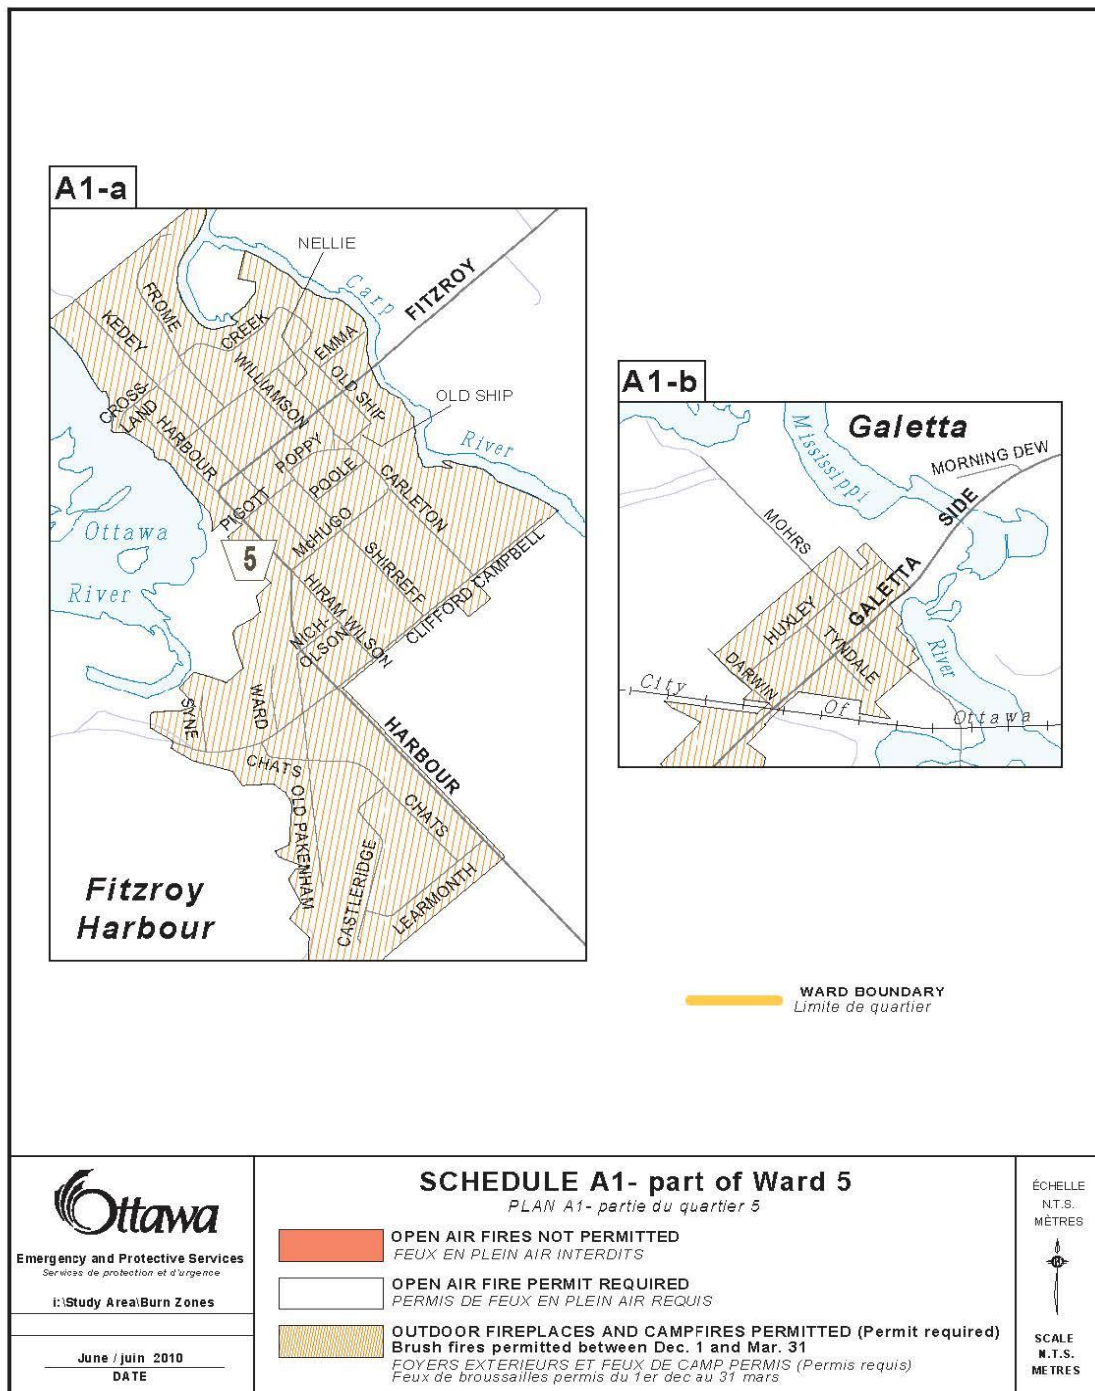 A1-a
NELLIE
Carp
FITZROY
FROME
KEDEY
CREEK
EMMA
WILLIAMSON
OLD SHIP
OLD SHIP
CROSS-
LAND
HARBOUR
River
POPPY
POOLE
CARLETON
PIGOTT
McHUGO
Ottawa
River
5
SHIRREFF
HIRAM WILSON
CLIFFORD CAMPBELL
NICH-
OLSON
SYNE
WARD
HARBOUR
CHATS
CHATS
OLD PAKENHAM
CASTLERIDGE
LEARMONTH
Fitzroy
Harbour
A1-b
Galetta
Mississippi
MORNING DEW
SIDE
MOHRS
GALETTA
HUXLEY
TYNDALE
DARWIN
River
City Of Ottawa
WARD BOUNDARY
Limite de quartier
Ottawa
Emergency and Protective Services
Services de protection et d'urgence
i:\Study Area\Burn Zones
June / juin 2010
DATE
SCHEDULE A1- part of Ward 5
PLAN A1- partie du quartier 5
OPEN AIR FIRES NOT PERMITTED
FEUX EN PLEIN AIR INTERDITS
OPEN AIR FIRE PERMIT REQUIRED
PERMIS DE FEUX EN PLEIN AIR REQUIS
OUTDOOR FIREPLACES AND CAMPFIRES PERMITTED (Permit required)
Brush fires permitted between Dec. 1 and Mar. 31
FOYERS EXTERIEURS ET FEUX DE CAMP PERMIS (Permis requis)
Feux de broussailles permis du 1er dec au 31 mars
ÉCHELLE
N.T.S.
MÈTRES
SCALE
N.T.S.
METRES